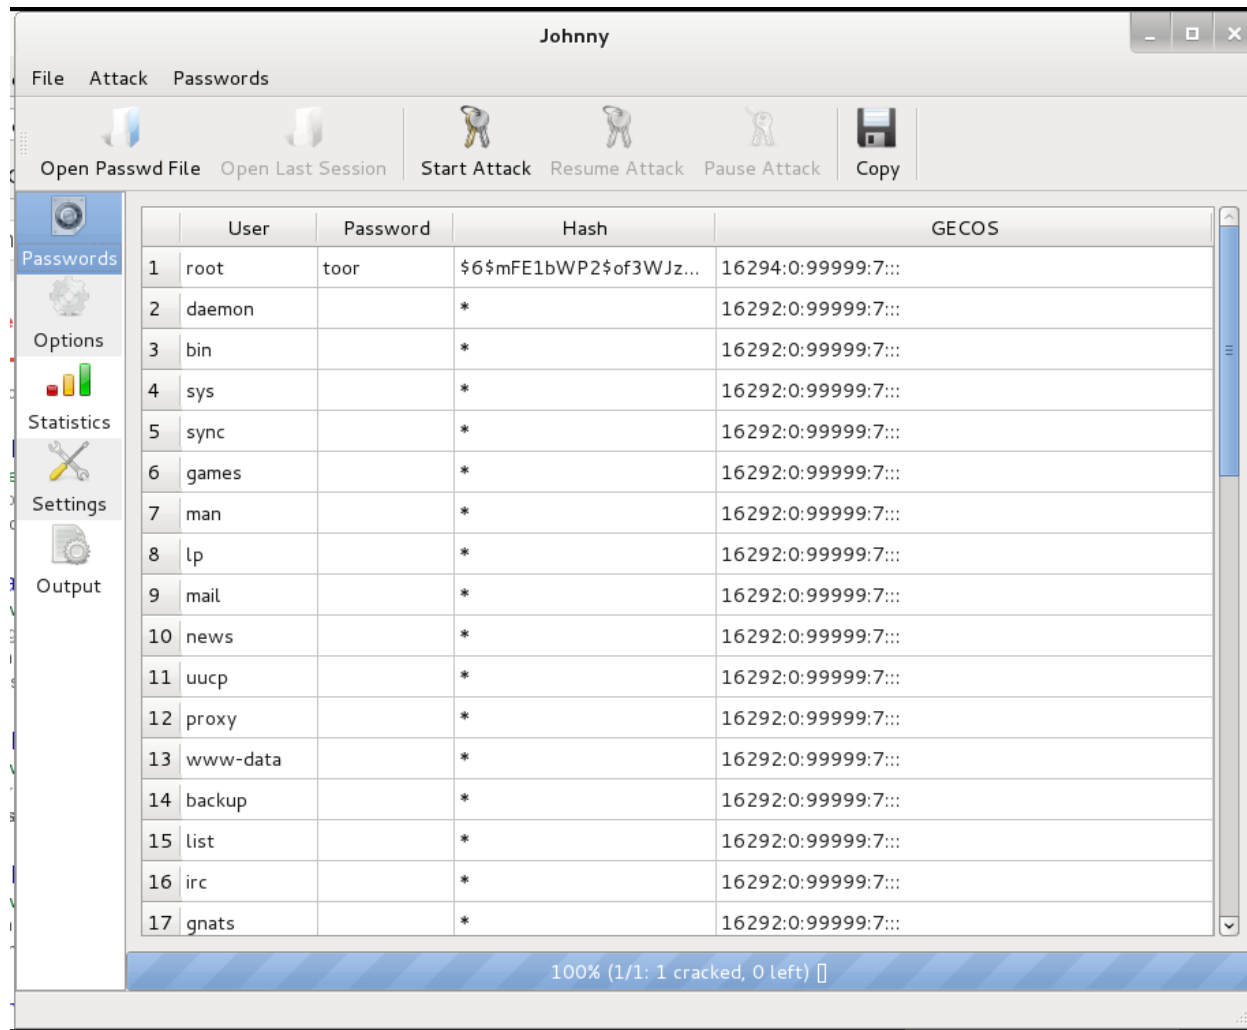 Johnny
File Attack Passwords
Open Passwd File Open Last Session Start Attack Resume Attack Pause Attack Copy
Passwords
Options
Statistics
Settings
Output
User Password Hash GECOS
1 root toor $6$mFE1bWP2$of3WJz... 16294:0:99999:7:::
2 daemon * 16292:0:99999:7:::
3 bin * 16292:0:99999:7:::
4 sys * 16292:0:99999:7:::
5 sync * 16292:0:99999:7:::
6 games * 16292:0:99999:7:::
7 man * 16292:0:99999:7:::
8 lp * 16292:0:99999:7:::
9 mail * 16292:0:99999:7:::
10 news * 16292:0:99999:7:::
11 uucp * 16292:0:99999:7:::
12 proxy * 16292:0:99999:7:::
13 www-data * 16292:0:99999:7:::
14 backup * 16292:0:99999:7:::
15 list * 16292:0:99999:7:::
16 irc * 16292:0:99999:7:::
17 gnats * 16292:0:99999:7:::
100% (1/1: 1 cracked, 0 left) []